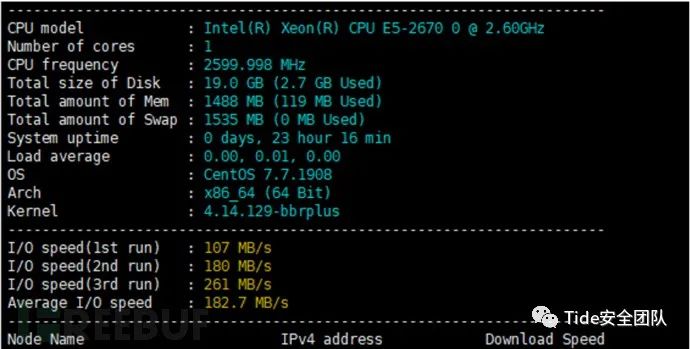 ----------------------------------------------------------------------
CPU model            : Intel(R) Xeon(R) CPU E5-2670 0 @ 2.60GHz
Number of cores      : 1
CPU frequency        : 2599.998 MHz
Total size of Disk   : 19.0 GB (2.7 GB Used)
Total amount of Mem  : 1488 MB (119 MB Used)
Total amount of Swap : 1535 MB (0 MB Used)
System uptime        : 0 days, 23 hour 16 min
Load average         : 0.00, 0.01, 0.00
OS                   : CentOS 7.7.1908
Arch                 : x86_64 (64 Bit)
Kernel               : 4.14.129-bbrplus
----------------------------------------------------------------------
I/O speed(1st run)   : 107 MB/s
I/O speed(2nd run)   : 180 MB/s
I/O speed(3rd run)   : 261 MB/s
Average I/O speed    : 182.7 MB/s
Tide安全团队
----------------------------------------------------------------------
REEBUF
Node Name                       IPv4 address            Download Speed